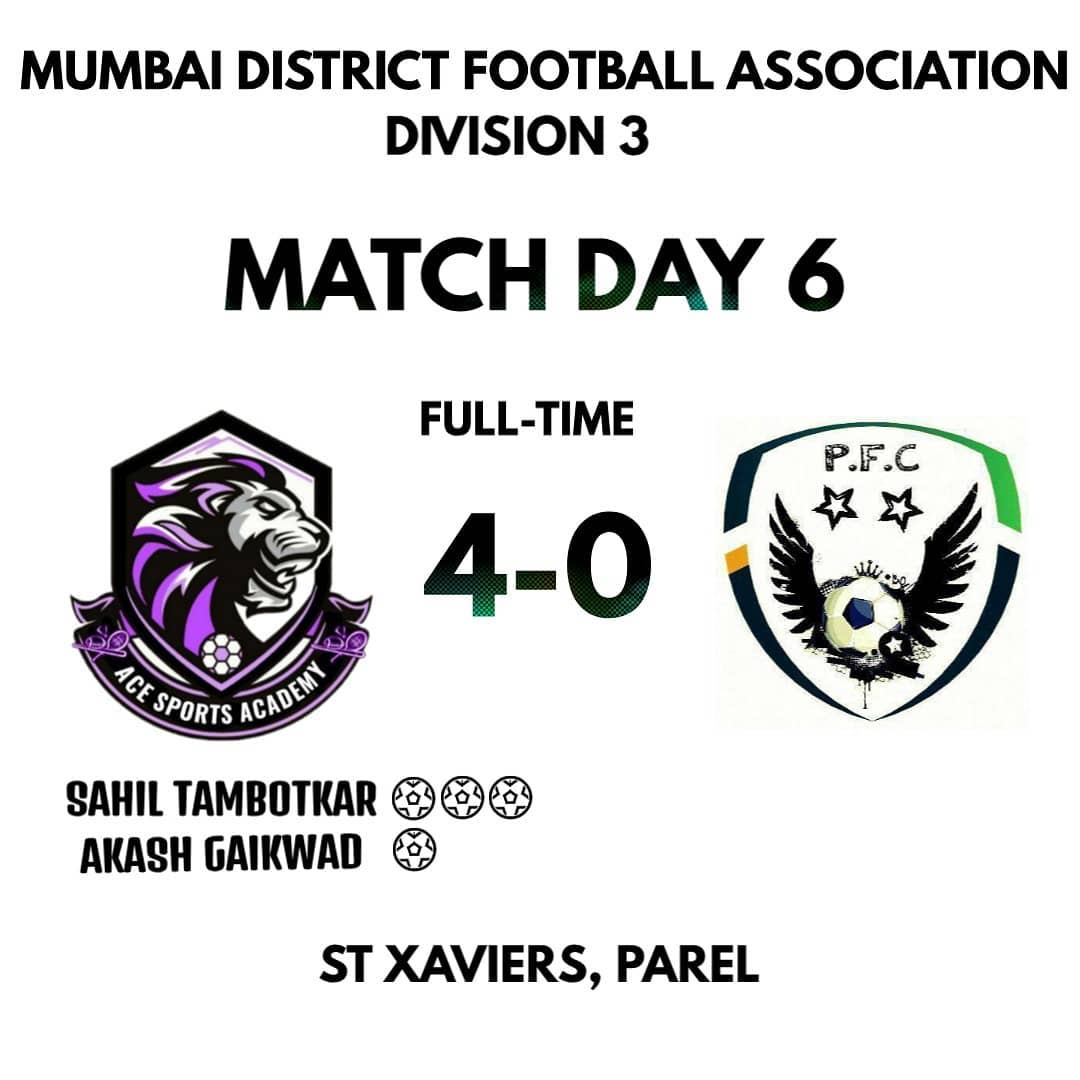 MUMBAI DISTRICT FOOTBALL ASSOCIATION
DIVISION 3
MATCH DAY 6
FULL-TIME
4-0
P.F.C
ACE SPORTS ACADEMY
SAHIL TAMBOTKAR
AKASH GAIKWAD
ST XAVIERS, PAREL